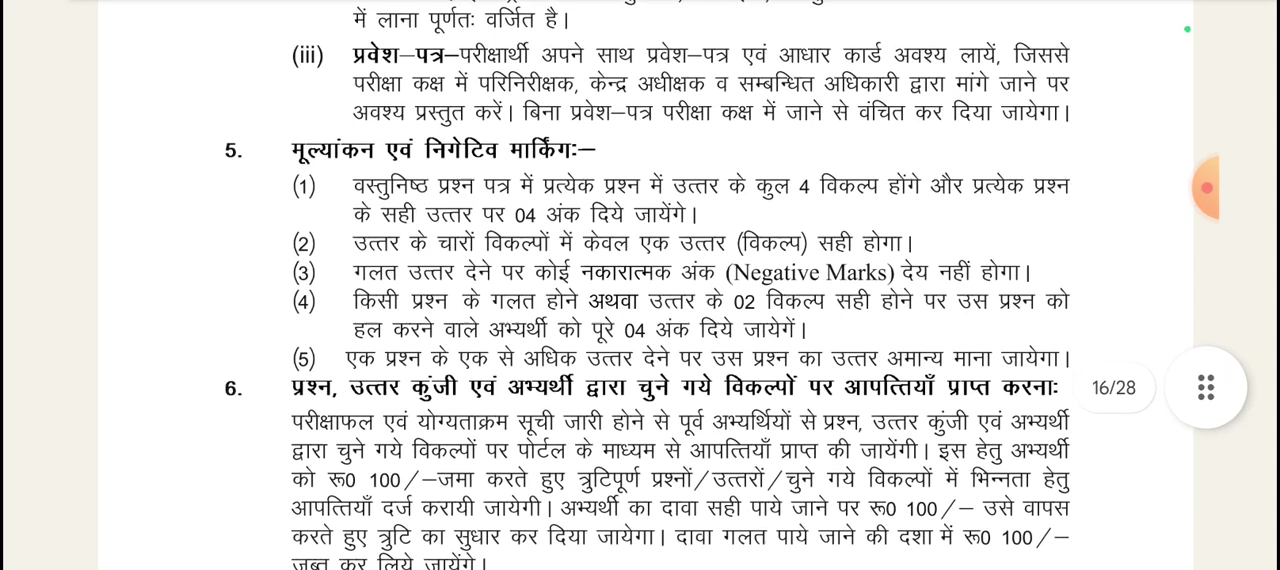 में लाना पूर्णतः वर्जित है।
(iii) प्रवेश–पत्र–परीक्षार्थी अपने साथ प्रवेश–पत्र एवं आधार कार्ड अवश्य लायें, जिससे
परीक्षा कक्ष में परिनिरीक्षक, केन्द्र अधीक्षक व सम्बन्धित अधिकारी द्वारा मांगे जाने पर
अवश्य प्रस्तुत करें। बिना प्रवेश–पत्र परीक्षा कक्ष में जाने से वंचित कर दिया जायेगा।
5. मूल्यांकन एवं निगेटिव मार्किंगः–
(1) वस्तुनिष्ठ प्रश्न पत्र में प्रत्येक प्रश्न में उत्तर के कुल 4 विकल्प होंगे और प्रत्येक प्रश्न
के सही उत्तर पर 04 अंक दिये जायेंगे।
(2) उत्तर के चारों विकल्पों में केवल एक उत्तर (विकल्प) सही होगा।
(3) गलत उत्तर देने पर कोई नकारात्मक अंक (Negative Marks) देय नहीं होगा।
(4) किसी प्रश्न के गलत होने अथवा उत्तर के 02 विकल्प सही होने पर उस प्रश्न को
हल करने वाले अभ्यर्थी को पूरे 04 अंक दिये जायेगें।
(5) एक प्रश्न के एक से अधिक उत्तर देने पर उस प्रश्न का उत्तर अमान्य माना जायेगा।
6. प्रश्न, उत्तर कुंजी एवं अभ्यर्थी द्वारा चुने गये विकल्पों पर आपत्तियाँ प्राप्त करनाः
16/28
परीक्षाफल एवं योग्यताक्रम सूची जारी होने से पूर्व अभ्यर्थियों से प्रश्न, उत्तर कुंजी एवं अभ्यर्थी
द्वारा चुने गये विकल्पों पर पोर्टल के माध्यम से आपत्तियाँ प्राप्त की जायेंगी। इस हेतु अभ्यर्थी
को रू0 100/–जमा करते हुए त्रुटिपूर्ण प्रश्नों/उत्तरों/चुने गये विकल्पों में भिन्नता हेतु
आपत्तियाँ दर्ज करायी जायेगी। अभ्यर्थी का दावा सही पाये जाने पर रू0 100/– उसे वापस
करते हुए त्रुटि का सुधार कर दिया जायेगा। दावा गलत पाये जाने की दशा में रू0 100/–
जब्त कर लिये जायेंगे।